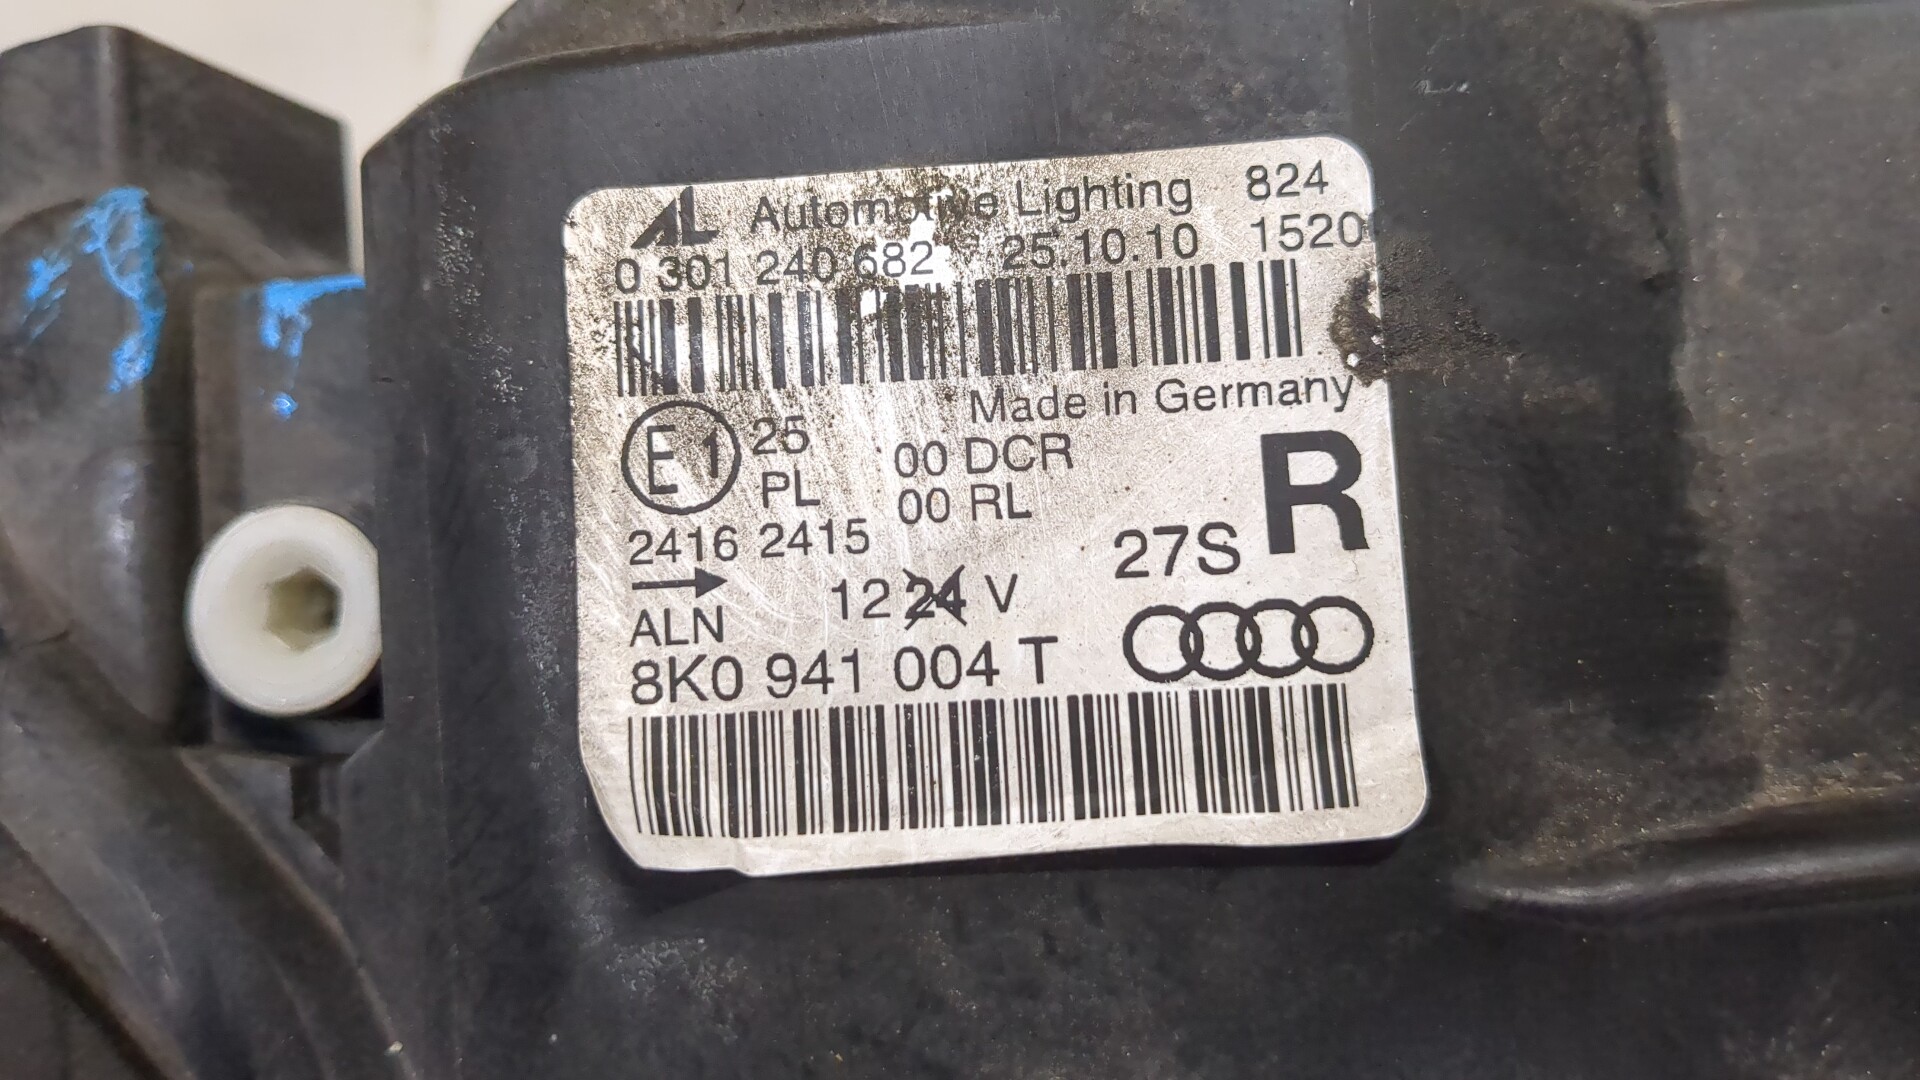 AL Automotive Lighting 824
0 301 240 682 25.10.10 1520
Made in Germany
E1 25 00 DCR
PL 00 RL
R
2416 2415
27S
12 24 V
ALN
8K0 941 004 T